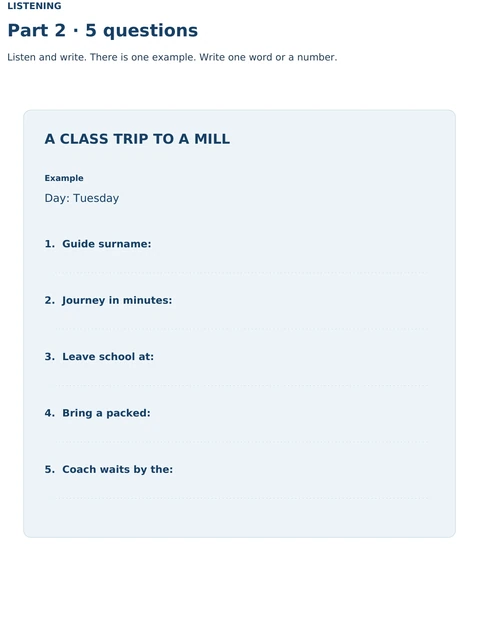 LISTENING
Part 2 · 5 questions
Listen and write. There is one example. Write one word or a number.
A CLASS TRIP TO A MILL
Example
Day: Tuesday
1. Guide surname:
2. Journey in minutes:
3. Leave school at:
4. Bring a packed:
5. Coach waits by the: